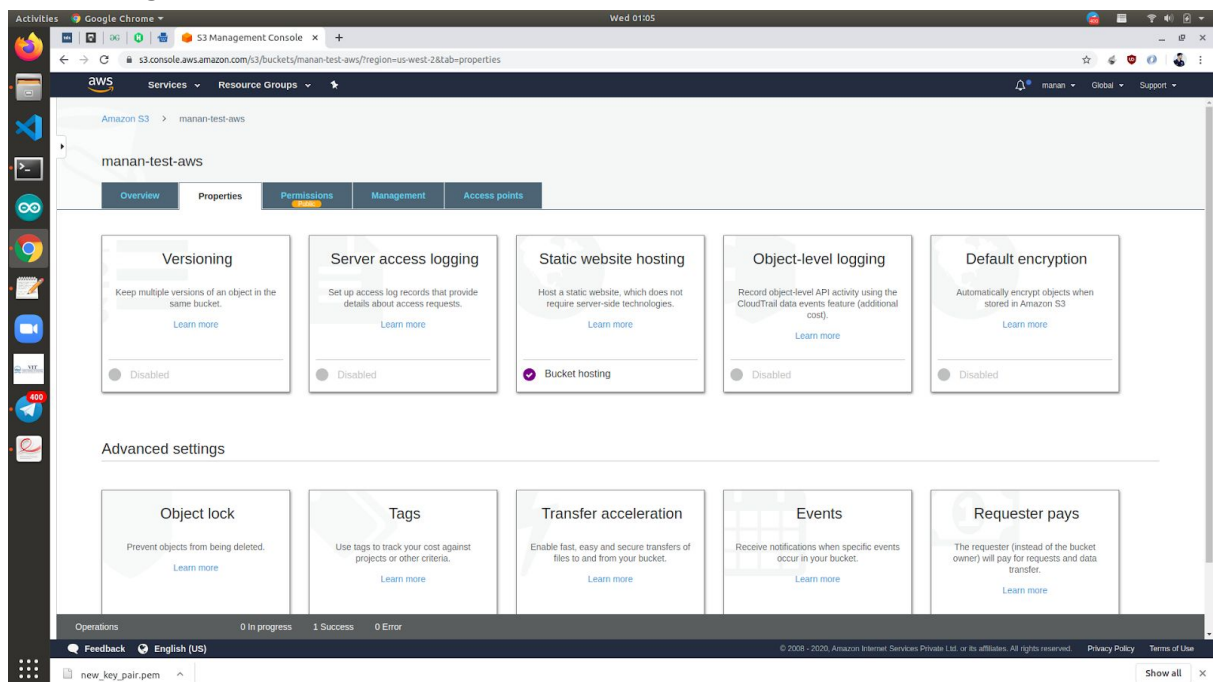 Activities Google Chrome Wed 01:05
S3 Management Console
s3.console.aws.amazon.com/s3/buckets/manan-test-aws/?region=us-west-2&tab=properties
aws Services Resource Groups manan Global Support
Amazon S3 > manan-test-aws
manan-test-aws
Overview Properties Permissions Management Access points
Public
Versioning
Keep multiple versions of an object in the
same bucket.
Learn more
Disabled
Server access logging
Set up access log records that provide
details about access requests.
Learn more
Disabled
Static website hosting
Host a static website, which does not
require server-side technologies.
Learn more
Bucket hosting
Object-level logging
Record object-level API activity using the
CloudTrail data events feature (additional
cost).
Learn more
Disabled
Default encryption
Automatically encrypt objects when
stored in Amazon S3
Learn more
Disabled
Advanced settings
Object lock
Prevent objects from being deleted.
Learn more
Tags
Use tags to track your cost against
projects or other criteria.
Learn more
Transfer acceleration
Enable fast, easy and secure transfers of
files to and from your bucket.
Learn more
Events
Receive notifications when specific events
occur in your bucket.
Learn more
Requester pays
The requester (instead of the bucket
owner) will pay for requests and data
transfer.
Learn more
400
Operations 0 In progress 1 Success 0 Error
Feedback English (US) © 2008 - 2020, Amazon Internet Services Private Ltd. or its affiliates. All rights reserved. Privacy Policy Terms of Use
new_key_pair.pem Show all